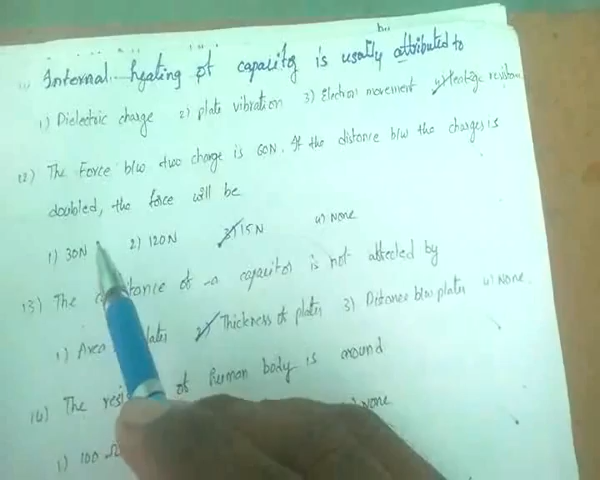 11) Internal heating of capacitor is usually attributed to
1) Dielectric charge 2) plate vibration 3) Electron movement 4) leakage resistance
12) The Force b/w two charge is 60N. If the distance b/w the charges is
doubled, the force will be
1) 30N 2) 120N 3) 15N 4) None
13) The capacitance of a capacitor is not affected by
1) Area plates 2) Thickness of plates 3) Distance b/w plates 4) None.
14) The resi of human body is around
1) 100 Ω None